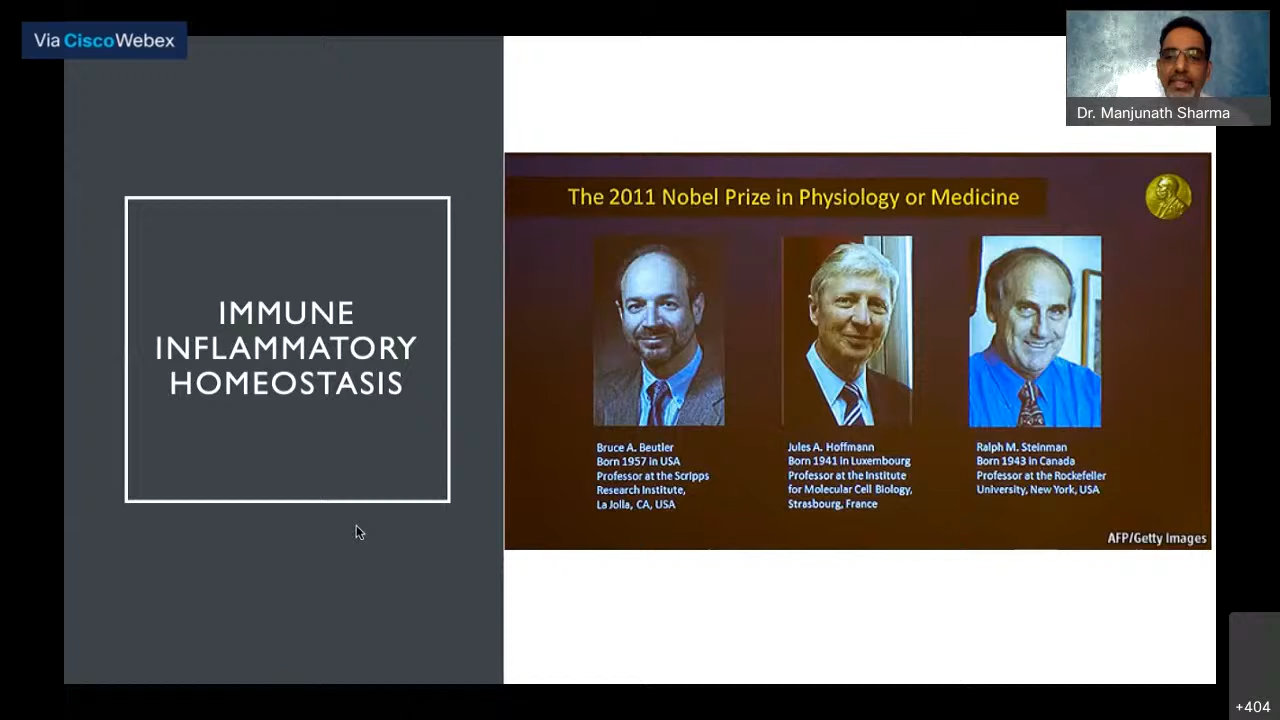 Via Cisco Webex
Dr. Manjunath Sharma
IMMUNE
INFLAMMATORY
HOMEOSTASIS
The 2011 Nobel Prize in Physiology or Medicine
Bruce A. Beutler
Born 1957 in USA
Professor at the Scripps
Research Institute,
La Jolla, CA, USA
Jules A. Hoffmann
Born 1941 in Luxembourg
Professor at the Institute
for Molecular Cell Biology,
Strasbourg, France
Ralph M. Steinman
Born 1943 in Canada
Professor at the Rockefeller
University, New York, USA
AFP/Getty Images
+404